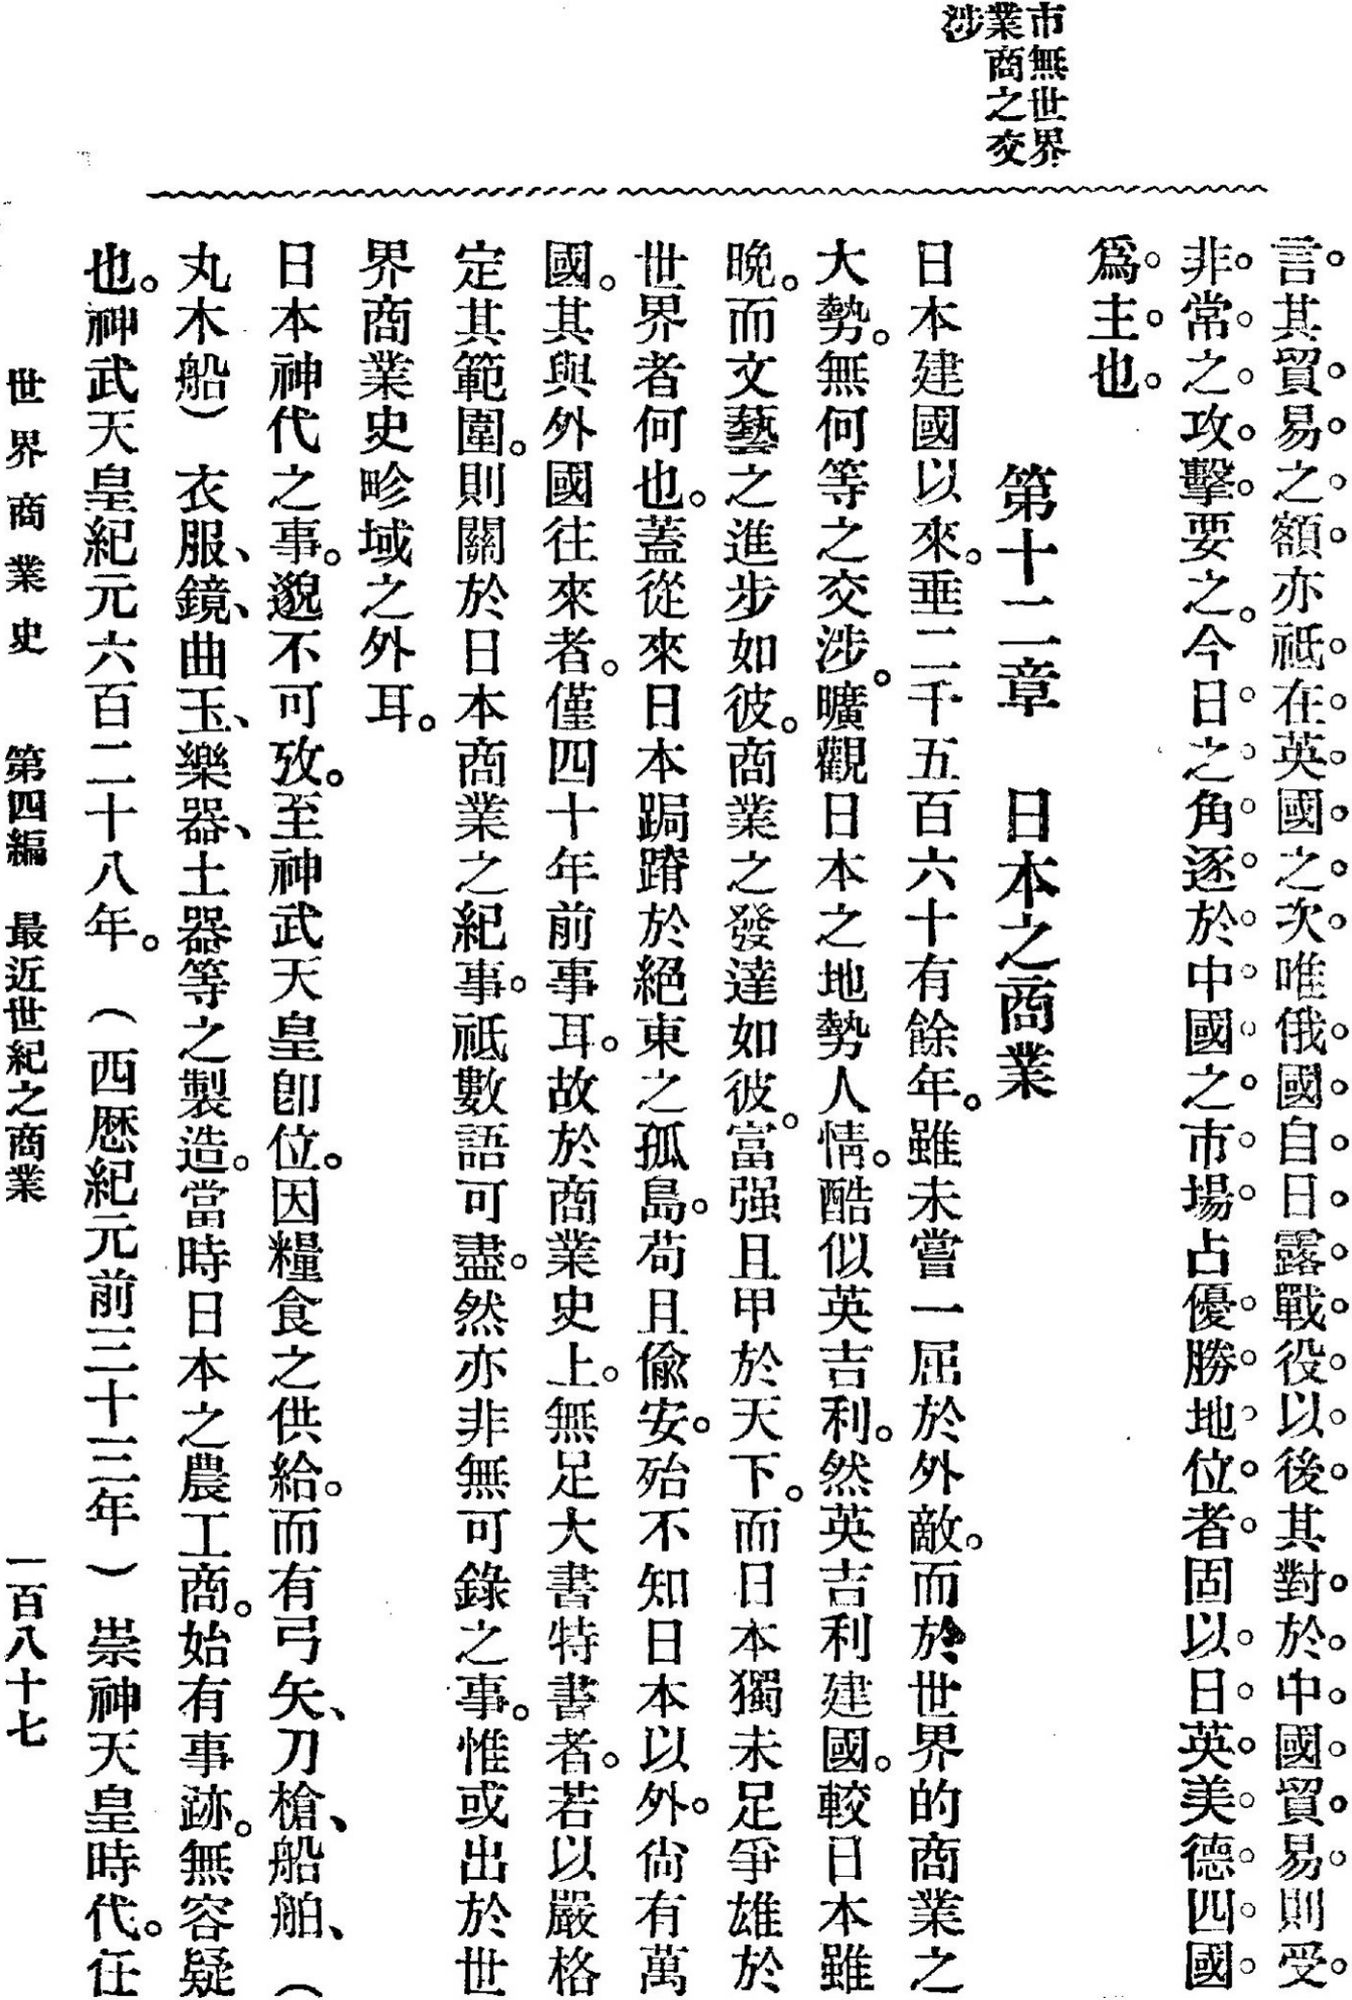 市無世界
業商之交
涉
言其貿易之額亦祗在英國之次唯俄國自日露戰役以後其對於中國貿易則受
非常之攻擊要之。今日之角逐於中國之市場占優勝地位者固以日英美德四國
爲主也
第十二章　日本之商業
日本建國以來。垂二千五百六十有餘年。雖未嘗一屈於外敵。而於世界的商業之
大勢。無何等之交涉。曠觀日本之地勢人情。酷似英吉利。然英吉利建國。較日本雖
晚。而文藝之進步如彼。商業之發達如彼。富强且甲於天下。而日本獨未足爭雄於
世界者何也。蓋從來日本跼蹐於絕東之孤島。苟且偸安。殆不知日本以外。尙有萬
國。其與外國往來者。僅四十年前事耳。故於商業史上。無足大書特書者。若以嚴格
定其範圍。則關於日本商業之紀事。祗數語可盡。然亦非無可錄之事。惟或出於世
界商業史畛域之外耳。
日本神代之事。邈不可攷。至神武天皇卽位。因糧食之供給。而有弓矢、刀槍、船舶、（
丸木船）衣服、鏡、曲玉、樂器、土器等之製造。當時日本之農工商。始有事跡。無容疑
也。神武天皇紀元六百二十八年。（西歷紀元前三十三年）崇神天皇時代。任
世界商業史　第四編　最近世紀之商業　一百八十七